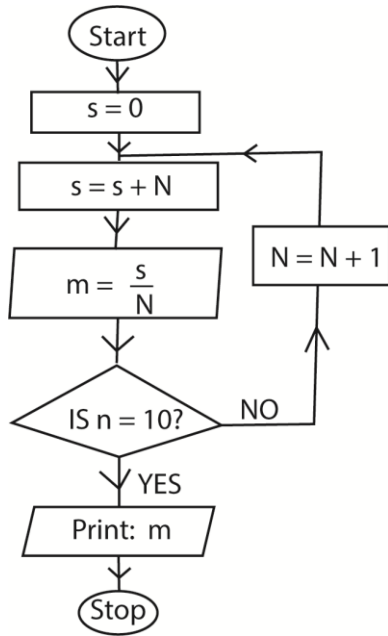 Start
s = 0
s = s + N
N = N + 1
m = s/N
IS n = 10?
NO
YES
Print: m
Stop